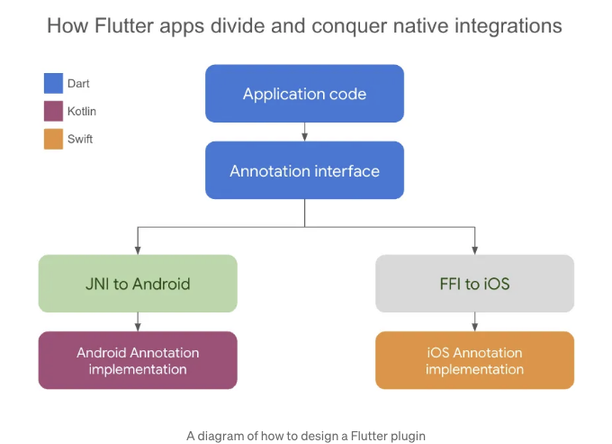 How Flutter apps divide and conquer native integrations
Dart
Kotlin
Swift
Application code
Annotation interface
JNI to Android
FFI to iOS
Android Annotation
implementation
iOS Annotation
implementation
A diagram of how to design a Flutter plugin